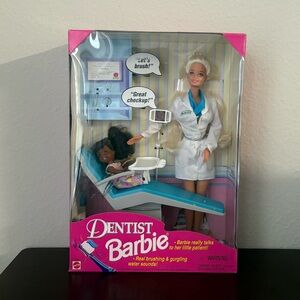 "Let's
brush!"
"Great
checkup!"
DENTIST
Barbie
• Barbie really talks
to her little patient!
• Real brushing & gurgling
water sounds!
WARNING:
MATTEL